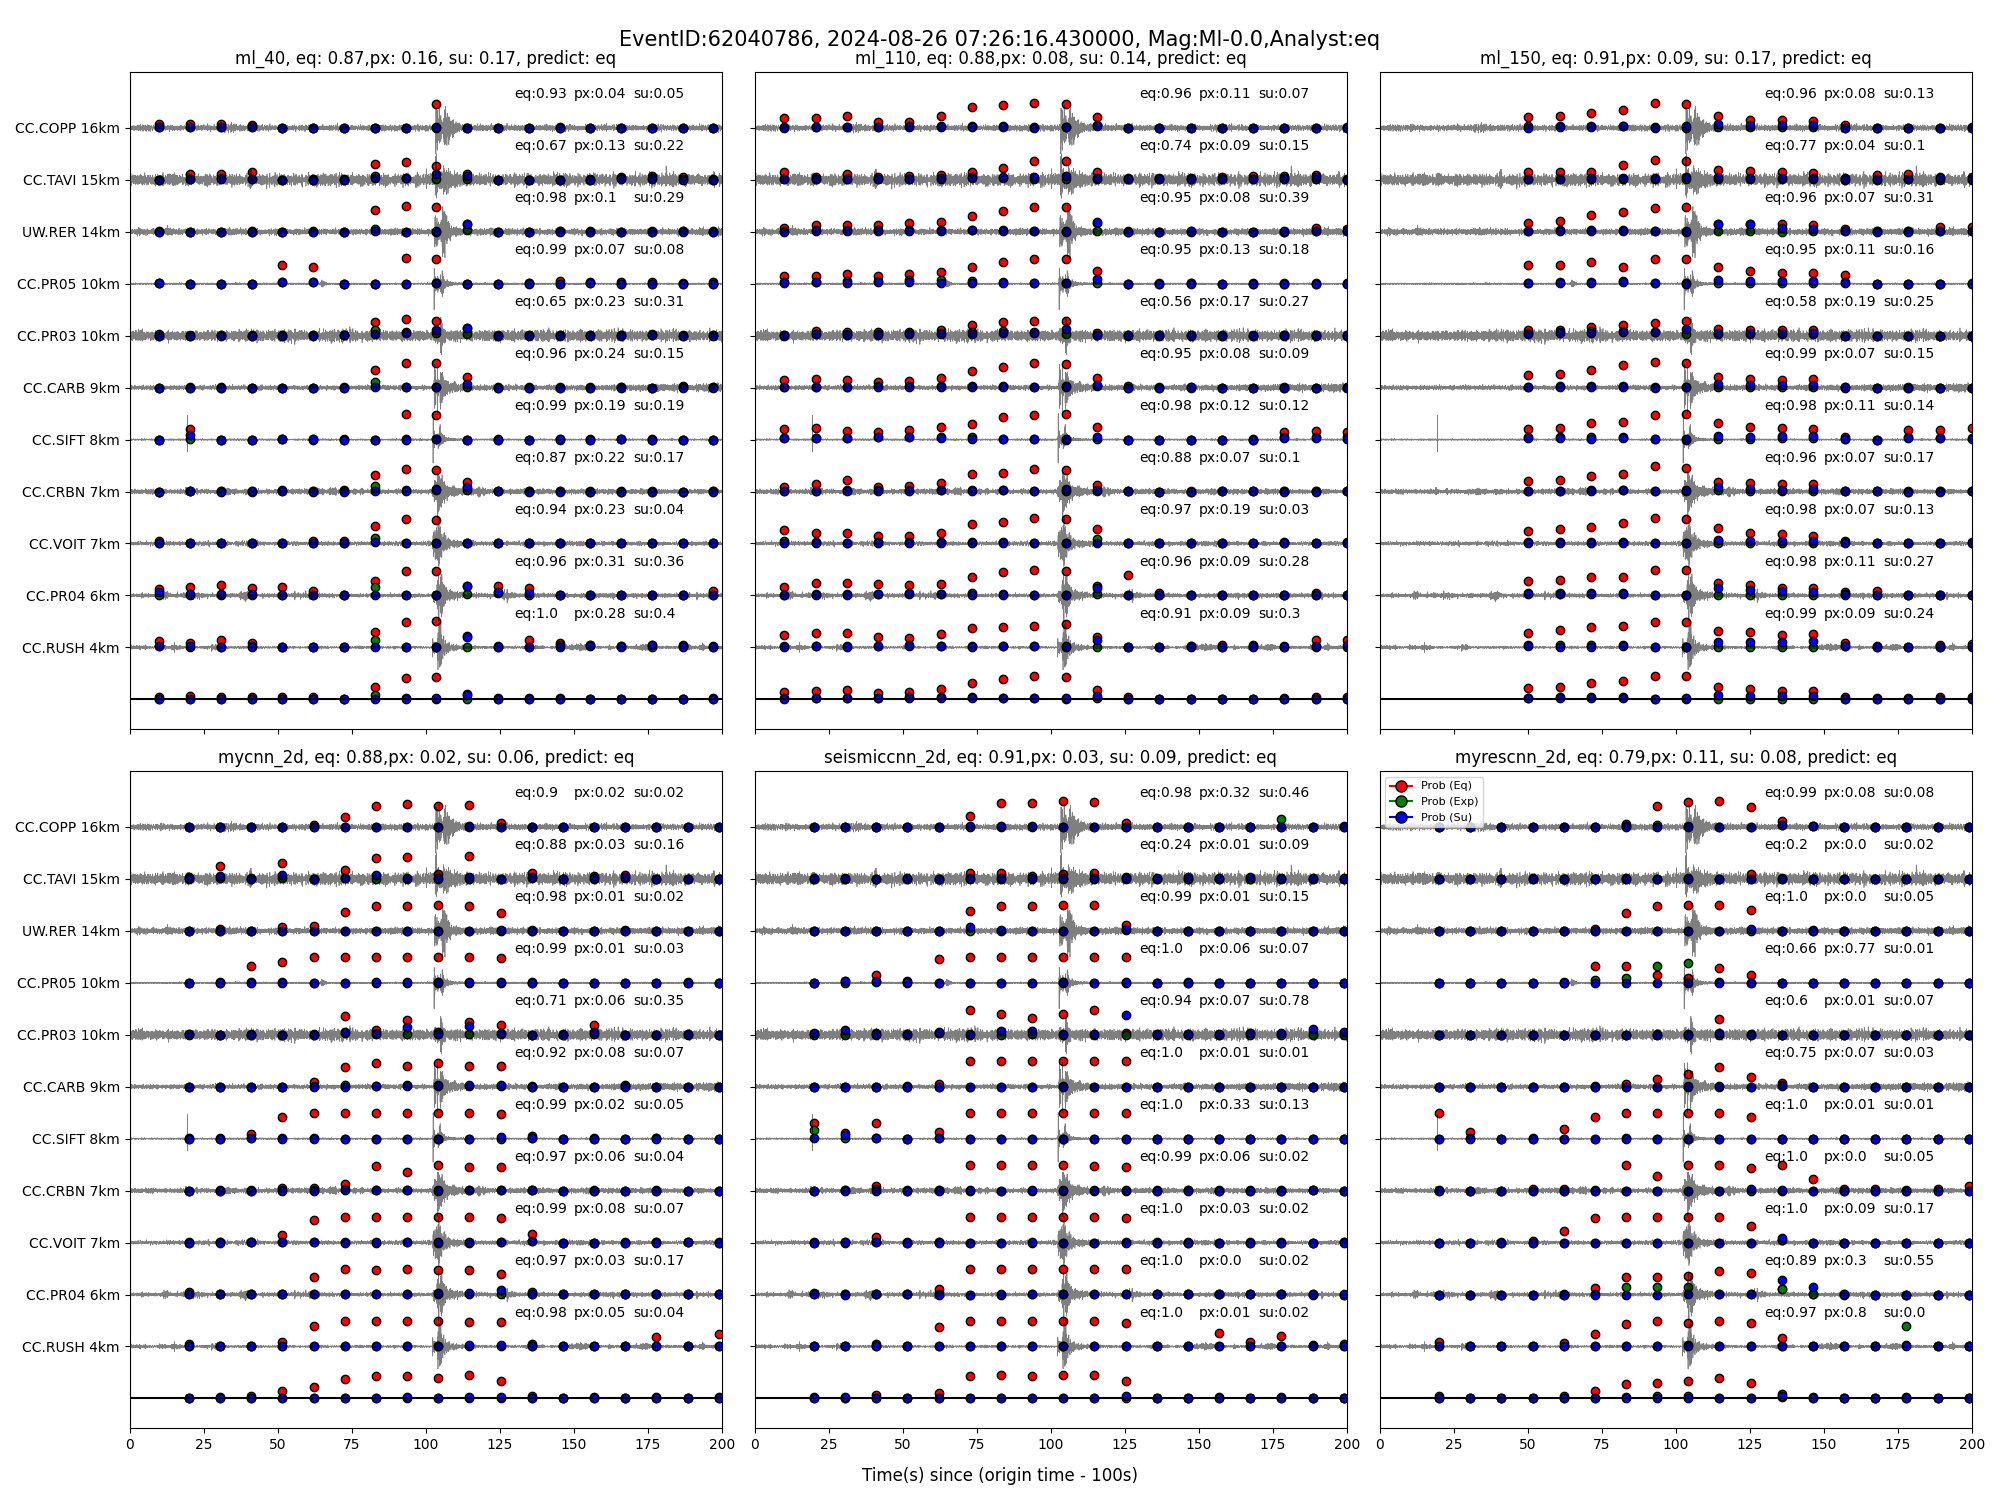 EventID:62040786, 2024-08-26 07:26:16.430000, Mag:Ml-0.0,Analyst:eq
ml_40, eq: 0.87,px: 0.16, su: 0.17, predict: eq
CC.COPP 16km
eq:0.93 px:0.04 su:0.05
CC.TAVI 15km
eq:0.67 px:0.13 su:0.22
UW.RER 14km
eq:0.98 px:0.1 su:0.29
CC.PR05 10km
eq:0.99 px:0.07 su:0.08
CC.PR03 10km
eq:0.65 px:0.23 su:0.31
CC.CARB 9km
eq:0.96 px:0.24 su:0.15
CC.SIFT 8km
eq:0.99 px:0.19 su:0.19
CC.CRBN 7km
eq:0.87 px:0.22 su:0.17
CC.VOIT 7km
eq:0.94 px:0.23 su:0.04
CC.PR04 6km
eq:0.96 px:0.31 su:0.36
CC.RUSH 4km
eq:1.0 px:0.28 su:0.4
ml_110, eq: 0.88,px: 0.08, su: 0.14, predict: eq
eq:0.96 px:0.11 su:0.07
eq:0.74 px:0.09 su:0.15
eq:0.95 px:0.08 su:0.39
eq:0.95 px:0.13 su:0.18
eq:0.56 px:0.17 su:0.27
eq:0.95 px:0.08 su:0.09
eq:0.98 px:0.12 su:0.12
eq:0.88 px:0.07 su:0.1
eq:0.97 px:0.19 su:0.03
eq:0.96 px:0.09 su:0.28
eq:0.91 px:0.09 su:0.3
ml_150, eq: 0.91,px: 0.09, su: 0.17, predict: eq
eq:0.96 px:0.08 su:0.13
eq:0.77 px:0.04 su:0.1
eq:0.96 px:0.07 su:0.31
eq:0.95 px:0.11 su:0.16
eq:0.58 px:0.19 su:0.25
eq:0.99 px:0.07 su:0.15
eq:0.98 px:0.11 su:0.14
eq:0.96 px:0.07 su:0.17
eq:0.98 px:0.07 su:0.13
eq:0.98 px:0.11 su:0.27
eq:0.99 px:0.09 su:0.24
mycnn_2d, eq: 0.88,px: 0.02, su: 0.06, predict: eq
CC.COPP 16km
eq:0.9 px:0.02 su:0.02
CC.TAVI 15km
eq:0.88 px:0.03 su:0.16
UW.RER 14km
eq:0.98 px:0.01 su:0.02
CC.PR05 10km
eq:0.99 px:0.01 su:0.03
CC.PR03 10km
eq:0.71 px:0.06 su:0.35
CC.CARB 9km
eq:0.92 px:0.08 su:0.07
CC.SIFT 8km
eq:0.99 px:0.02 su:0.05
CC.CRBN 7km
eq:0.97 px:0.06 su:0.04
CC.VOIT 7km
eq:0.99 px:0.08 su:0.07
CC.PR04 6km
eq:0.97 px:0.03 su:0.17
CC.RUSH 4km
eq:0.98 px:0.05 su:0.04
0 25 50 75 100 125 150 175 200
seismiccnn_2d, eq: 0.91,px: 0.03, su: 0.09, predict: eq
eq:0.98 px:0.32 su:0.46
eq:0.24 px:0.01 su:0.09
eq:0.99 px:0.01 su:0.15
eq:1.0 px:0.06 su:0.07
eq:0.94 px:0.07 su:0.78
eq:1.0 px:0.01 su:0.01
eq:1.0 px:0.33 su:0.13
eq:0.99 px:0.06 su:0.02
eq:1.0 px:0.03 su:0.02
eq:1.0 px:0.0 su:0.02
eq:1.0 px:0.01 su:0.02
0 25 50 75 100 125 150 175 200
myrescnn_2d, eq: 0.79,px: 0.11, su: 0.08, predict: eq
Prob (Eq)
Prob (Exp)
Prob (Su)
eq:0.99 px:0.08 su:0.08
eq:0.2 px:0.0 su:0.02
eq:1.0 px:0.0 su:0.05
eq:0.66 px:0.77 su:0.01
eq:0.6 px:0.01 su:0.07
eq:0.75 px:0.07 su:0.03
eq:1.0 px:0.01 su:0.01
eq:1.0 px:0.0 su:0.05
eq:1.0 px:0.09 su:0.17
eq:0.89 px:0.3 su:0.55
eq:0.97 px:0.8 su:0.0
0 25 50 75 100 125 150 175 200
Time(s) since (origin time - 100s)